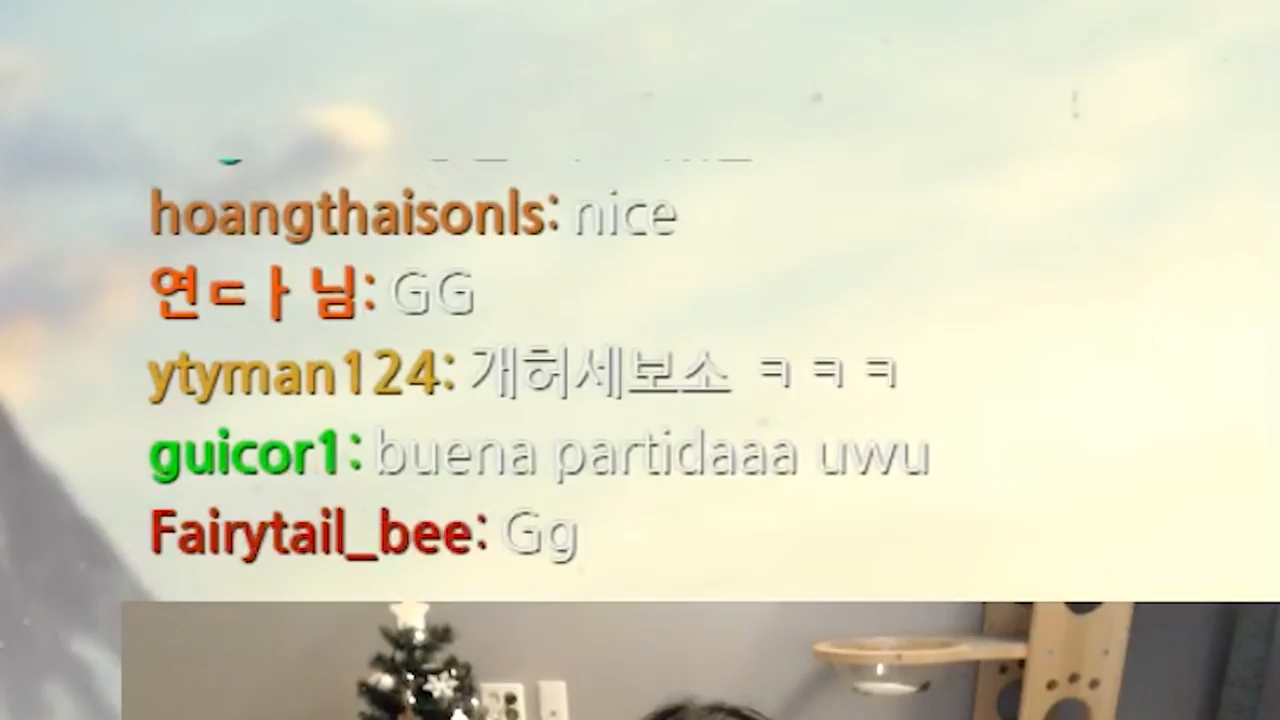 hoangthaisonls: nice
연ㄷㅏ님: GG
ytyman124: 개허세보소 ㅋㅋㅋ
guicor1: buena partidaaa uwu
Fairytail_bee: Gg